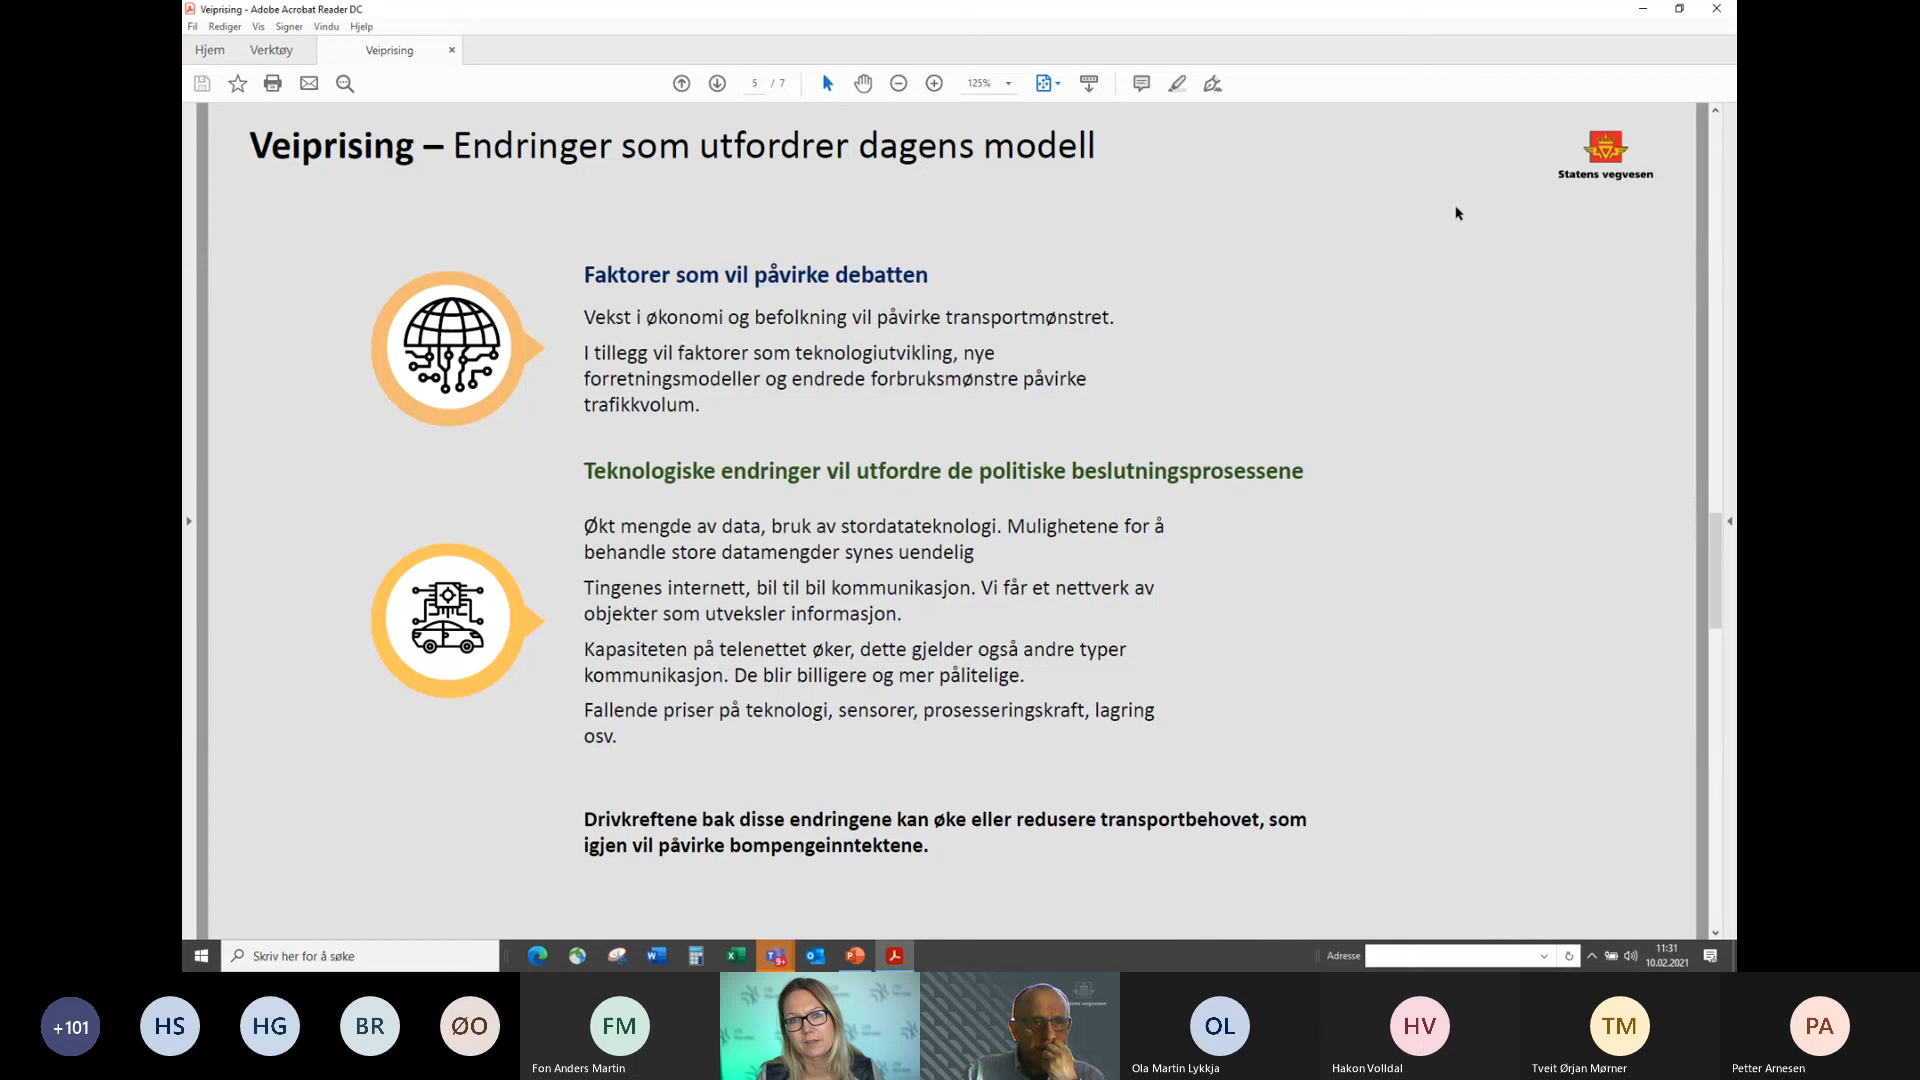 Veiprising - Adobe Acrobat Reader DC
Fil Rediger Vis Signer Vindu Hjelp
Hjem Verktøy Veiprising
5 / 7 125%
Veiprising – Endringer som utfordrer dagens modell
Statens vegvesen
Faktorer som vil påvirke debatten
Vekst i økonomi og befolkning vil påvirke transportmønstret.
I tillegg vil faktorer som teknologiutvikling, nye
forretningsmodeller og endrede forbruksmønstre påvirke
trafikkvolum.
Teknologiske endringer vil utfordre de politiske beslutningsprosessene
Økt mengde av data, bruk av stordatateknologi. Mulighetene for å
behandle store datamengder synes uendelig
Tingenes internett, bil til bil kommunikasjon. Vi får et nettverk av
objekter som utveksler informasjon.
Kapasiteten på telenettet øker, dette gjelder også andre typer
kommunikasjon. De blir billigere og mer pålitelige.
Fallende priser på teknologi, sensorer, prosesseringskraft, lagring
osv.
Drivkreftene bak disse endringene kan øke eller redusere transportbehovet, som
igjen vil påvirke bompengeinntektene.
Skriv her for å søke
Adresse
11:31
10.02.2021
+101 HS HG BR ØO FM OL HV TM PA
Fon Anders Martin Ola Martin Lykkja Hakon Volldal Tveit Ørjan Mørner Petter Arnesen